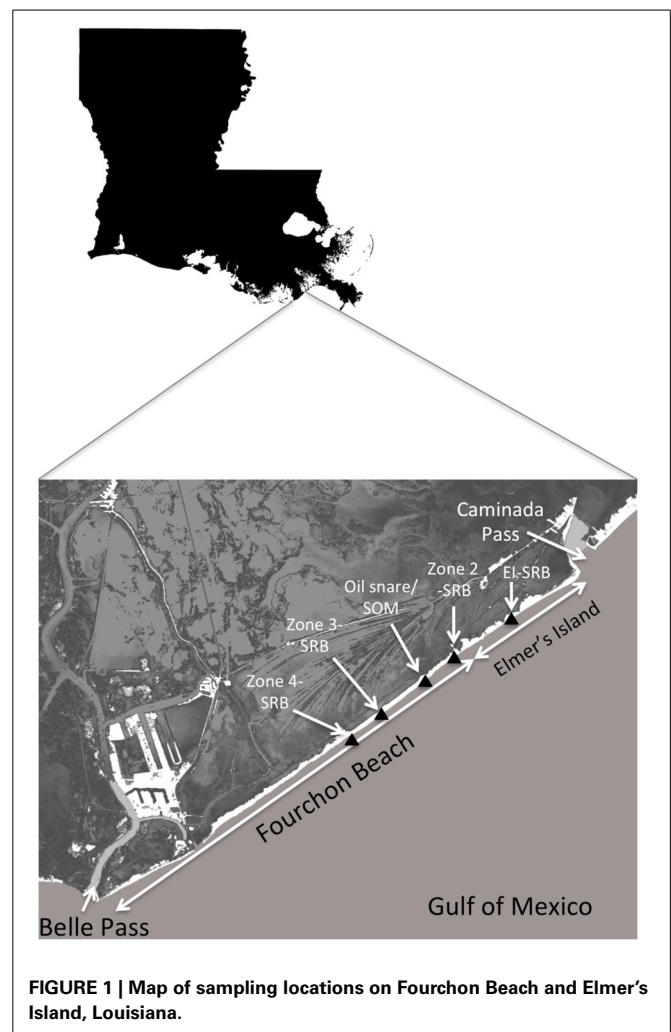 Caminada
Pass
Zone 2
-SRB
EI-SRB
Oil snare/
SOM
Zone 3-
SRB
Zone 4-
SRB
Elmer's Island
Fourchon Beach
Gulf of Mexico
Belle Pass
FIGURE 1 | Map of sampling locations on Fourchon Beach and Elmer's
Island, Louisiana.